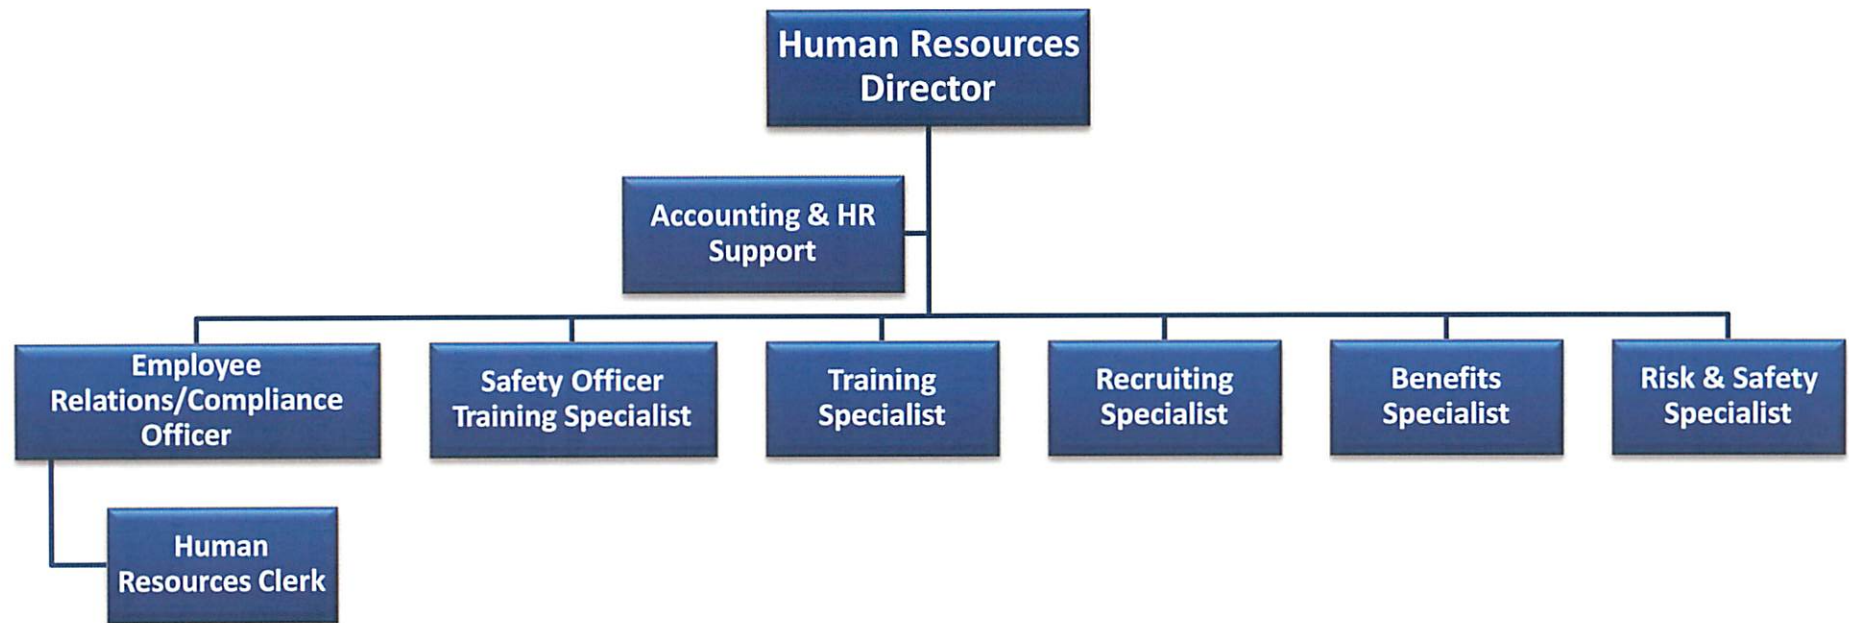 Human Resources
Director
Accounting & HR
Support
Employee
Relations/Compliance
Officer
Safety Officer
Training Specialist
Training
Specialist
Recruiting
Specialist
Benefits
Specialist
Risk & Safety
Specialist
Human
Resources Clerk